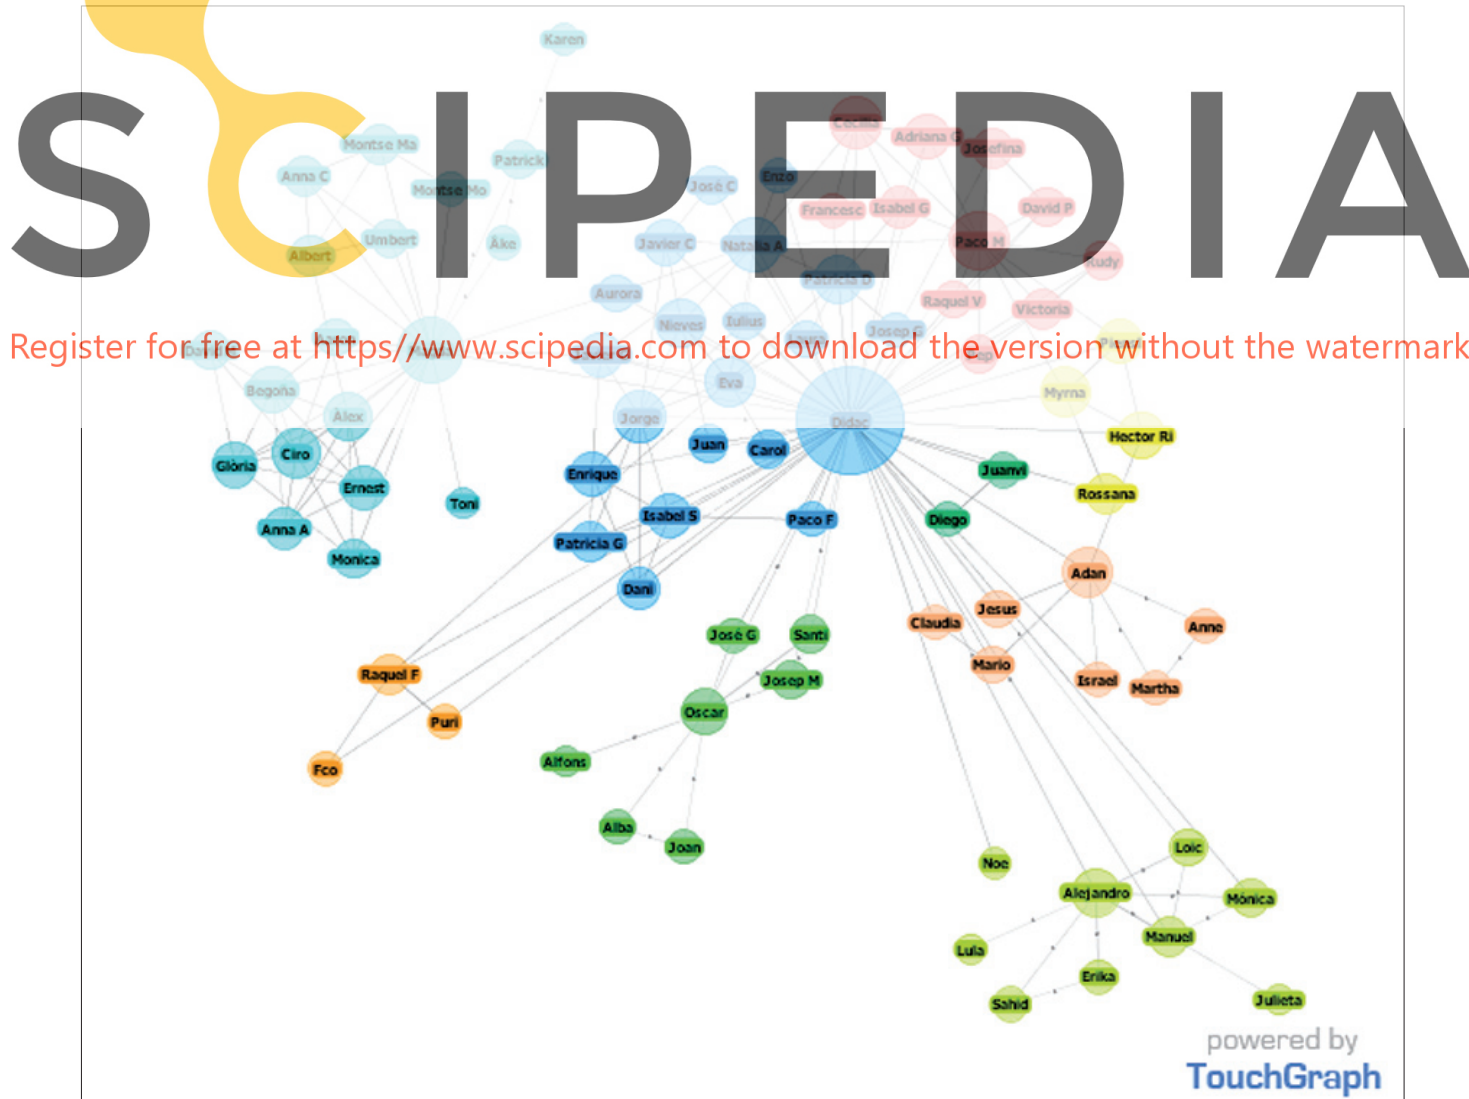 Karen
SCIPEDIA
Cecilia
Adriana G
Josefina
Montse Ma
Patrick
Anna C
Montse Mo
José C
Enzo
Francesc
Isabel G
David P
Umbert
Åke
Javier C
Natalia A
Paco M
Albert
Rudy
Patricia D
Aurora
Raquel V
Victoria
Nieves
Iulius
Josep G
Register for free at https//www.scipedia.com to download the version without the watermark
Begoña
Eva
Myrna
Àlex
Jorge
Didac
Juan
Carol
Hector Ri
Glòria
Ciro
Enrique
Juanvi
Ernest
Rossana
Toni
Isabel S
Paco F
Diego
Anna A
Patricia G
Monica
Adan
Dani
Jesus
Claudia
Anne
José G
Santi
Mario
Raquel F
Josep M
Israel
Martha
Oscar
Puri
Alfons
Fco
Alba
Joan
Loic
Noe
Alejandro
Mónica
Manuel
Lula
Erika
Sahid
Julieta
powered by
TouchGraph